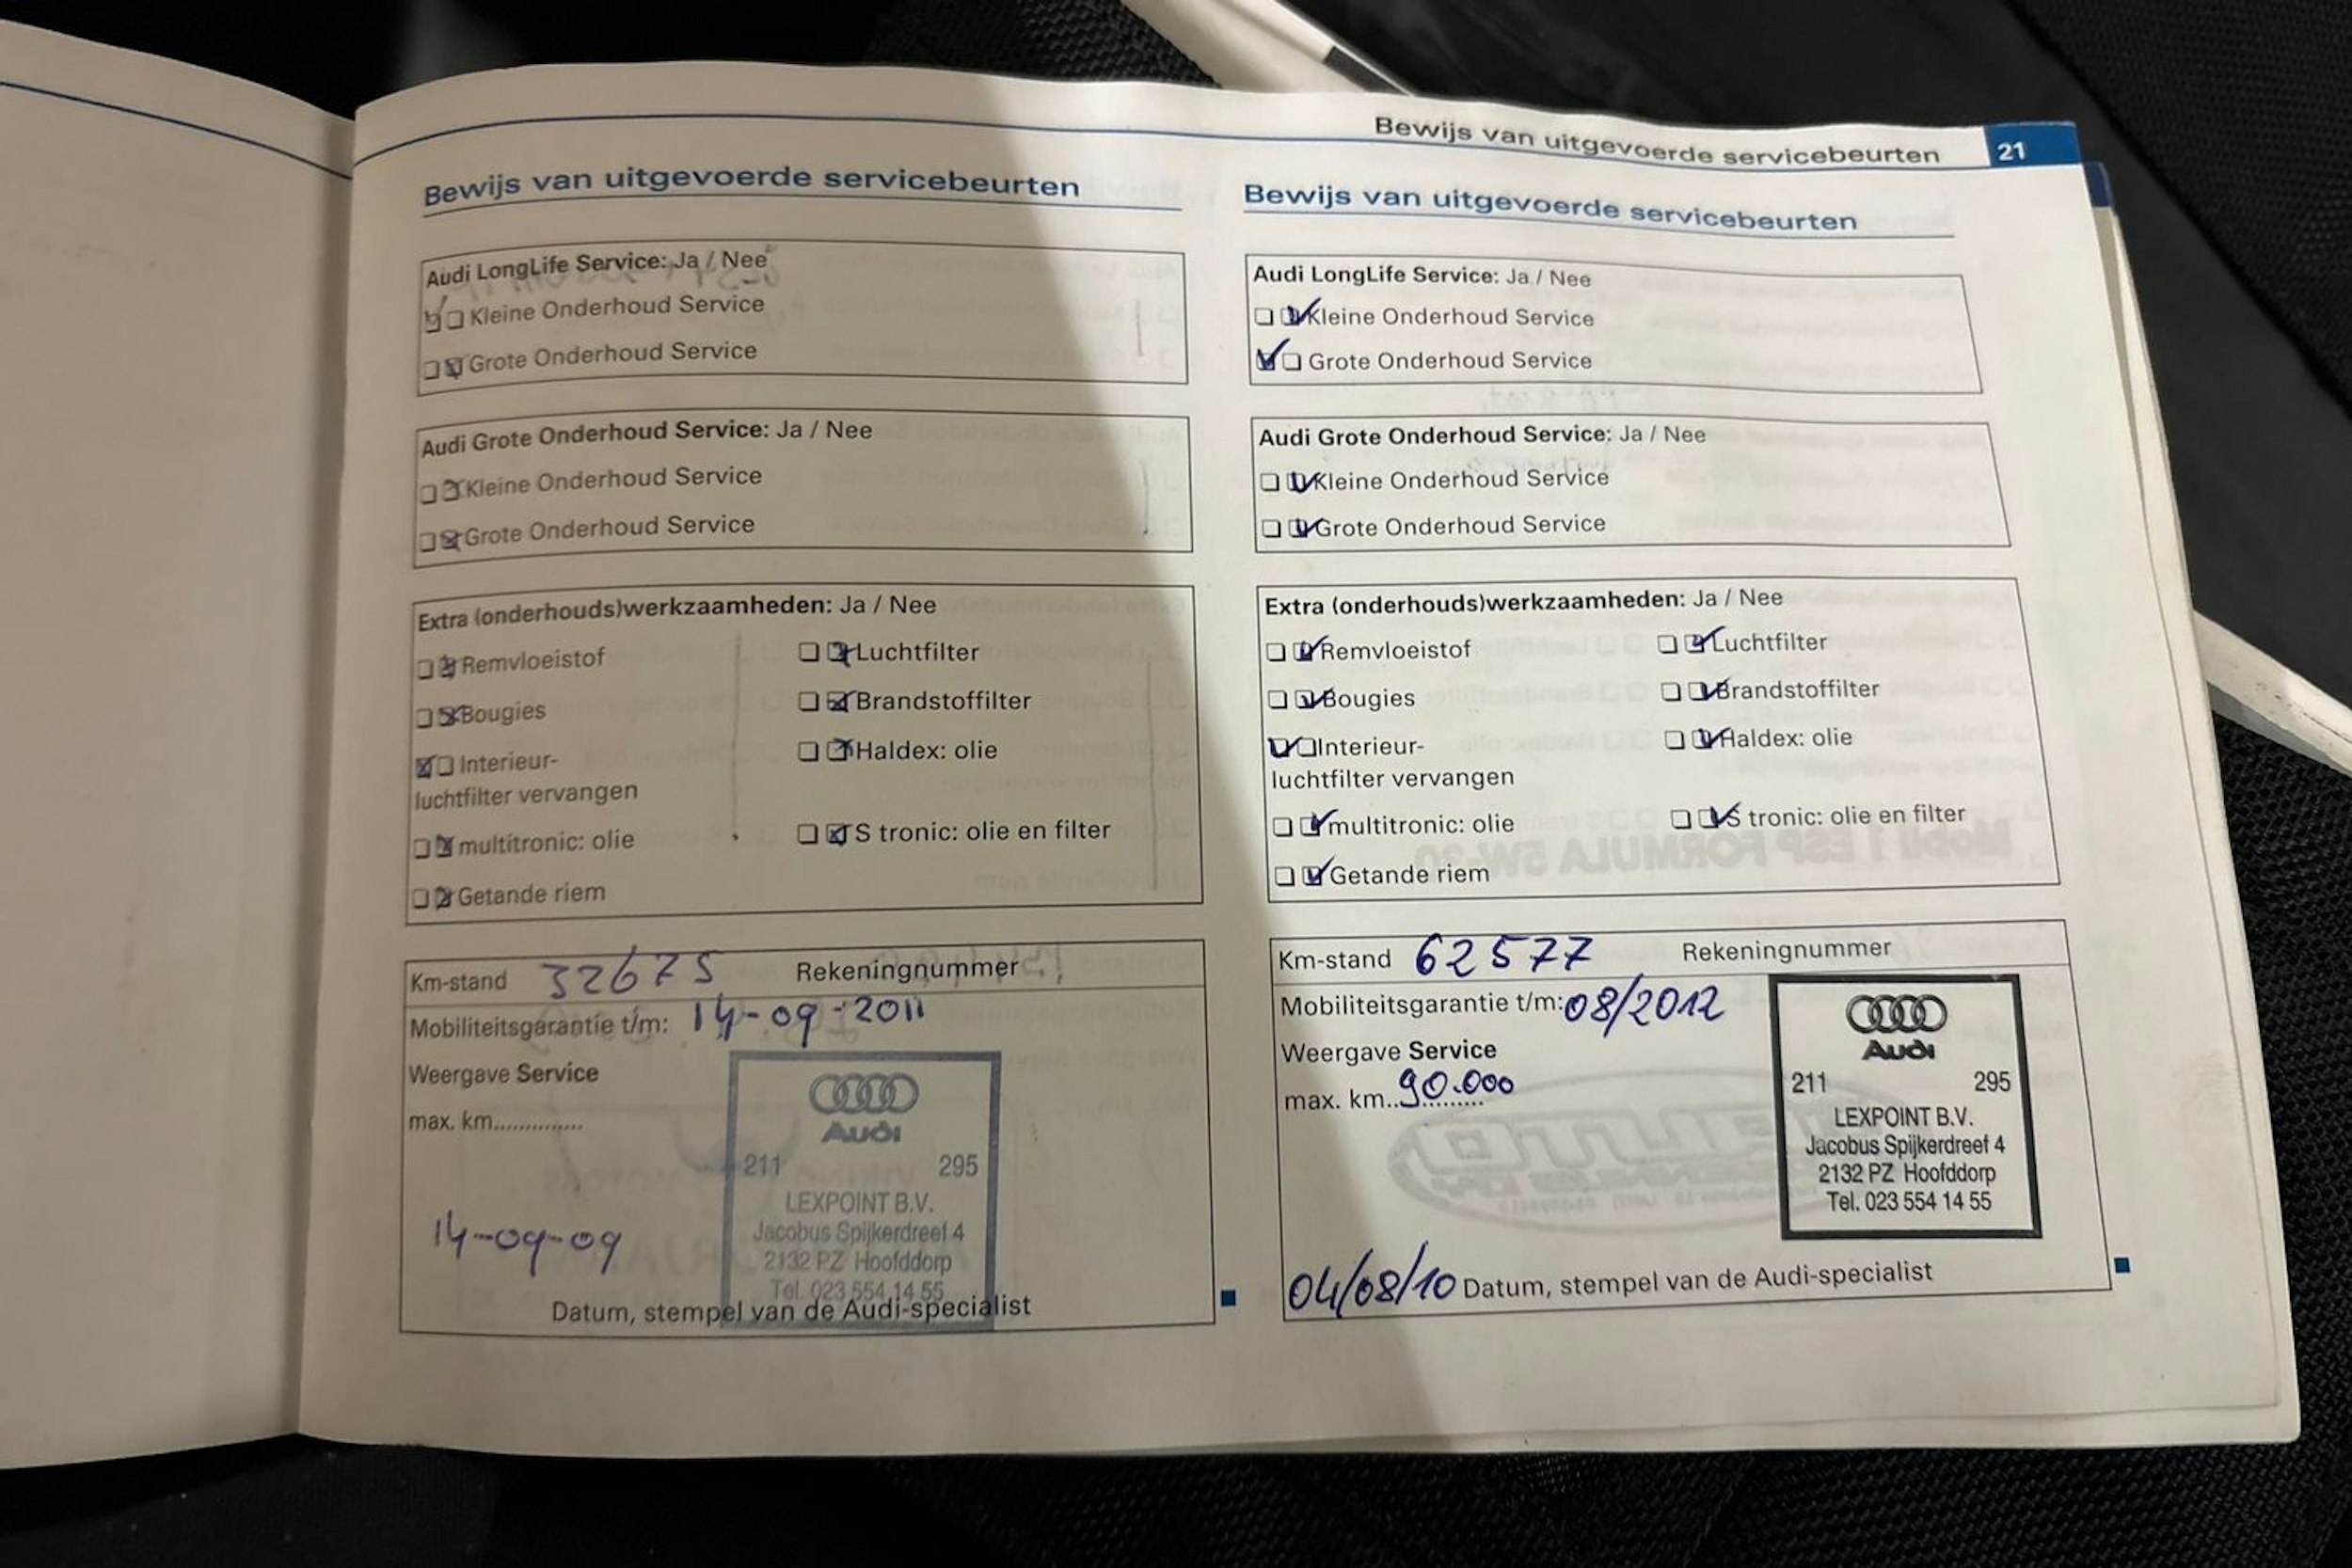 Bewijs van uitgevoerde servicebeurten 21
Bewijs van uitgevoerde servicebeurten
Audi LongLife Service: Ja / Nee
Kleine Onderhoud Service
Grote Onderhoud Service
Audi Grote Onderhoud Service: Ja / Nee
Kleine Onderhoud Service
Grote Onderhoud Service
Extra (onderhouds)werkzaamheden: Ja / Nee
Remvloeistof
Luchtfilter
Bougies
Brandstoffilter
Interieur-
luchtfilter vervangen
Haldex: olie
multitronic: olie
S tronic: olie en filter
Getande riem
Km-stand 32675 Rekeningnummer
Mobiliteitsgarantie t/m: 14-09-2011
Weergave Service
max. km..............
Audi
211 295
LEXPOINT B.V.
Jacobus Spijkerdreef 4
2132 PZ Hoofddorp
Tel. 023 554 14 55
14-09-09
Datum, stempel van de Audi-specialist
Bewijs van uitgevoerde servicebeurten
Audi LongLife Service: Ja / Nee
Kleine Onderhoud Service
Grote Onderhoud Service
Audi Grote Onderhoud Service: Ja / Nee
Kleine Onderhoud Service
Grote Onderhoud Service
Extra (onderhouds)werkzaamheden: Ja / Nee
Remvloeistof
Luchtfilter
Bougies
Brandstoffilter
Interieur-
luchtfilter vervangen
Haldex: olie
multitronic: olie
S tronic: olie en filter
Getande riem
Km-stand 62577 Rekeningnummer
Mobiliteitsgarantie t/m: 08/2012
Weergave Service
max. km.. 90.000
Audi
211 295
LEXPOINT B.V.
Jacobus Spijkerdreef 4
2132 PZ Hoofddorp
Tel. 023 554 14 55
04/08/10 Datum, stempel van de Audi-specialist